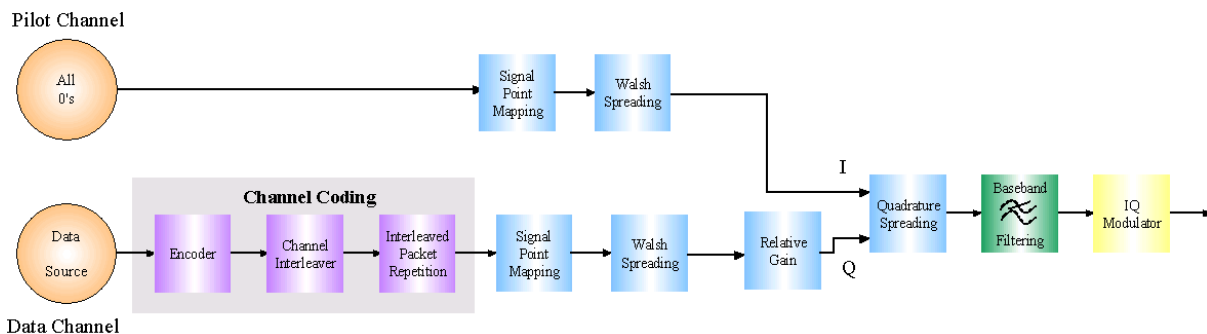 Pilot Channel
All
0's
Signal
Point
Mapping
Walsh
Spreading
I
Channel Coding
Data
Source
Encoder
Channel
Interleaver
Interleaved
Packet
Repetition
Signal
Point
Mapping
Walsh
Spreading
Relative
Gain
Q
Quadrature
Spreading
Baseband
Filtering
IQ
Modulator
Data Channel